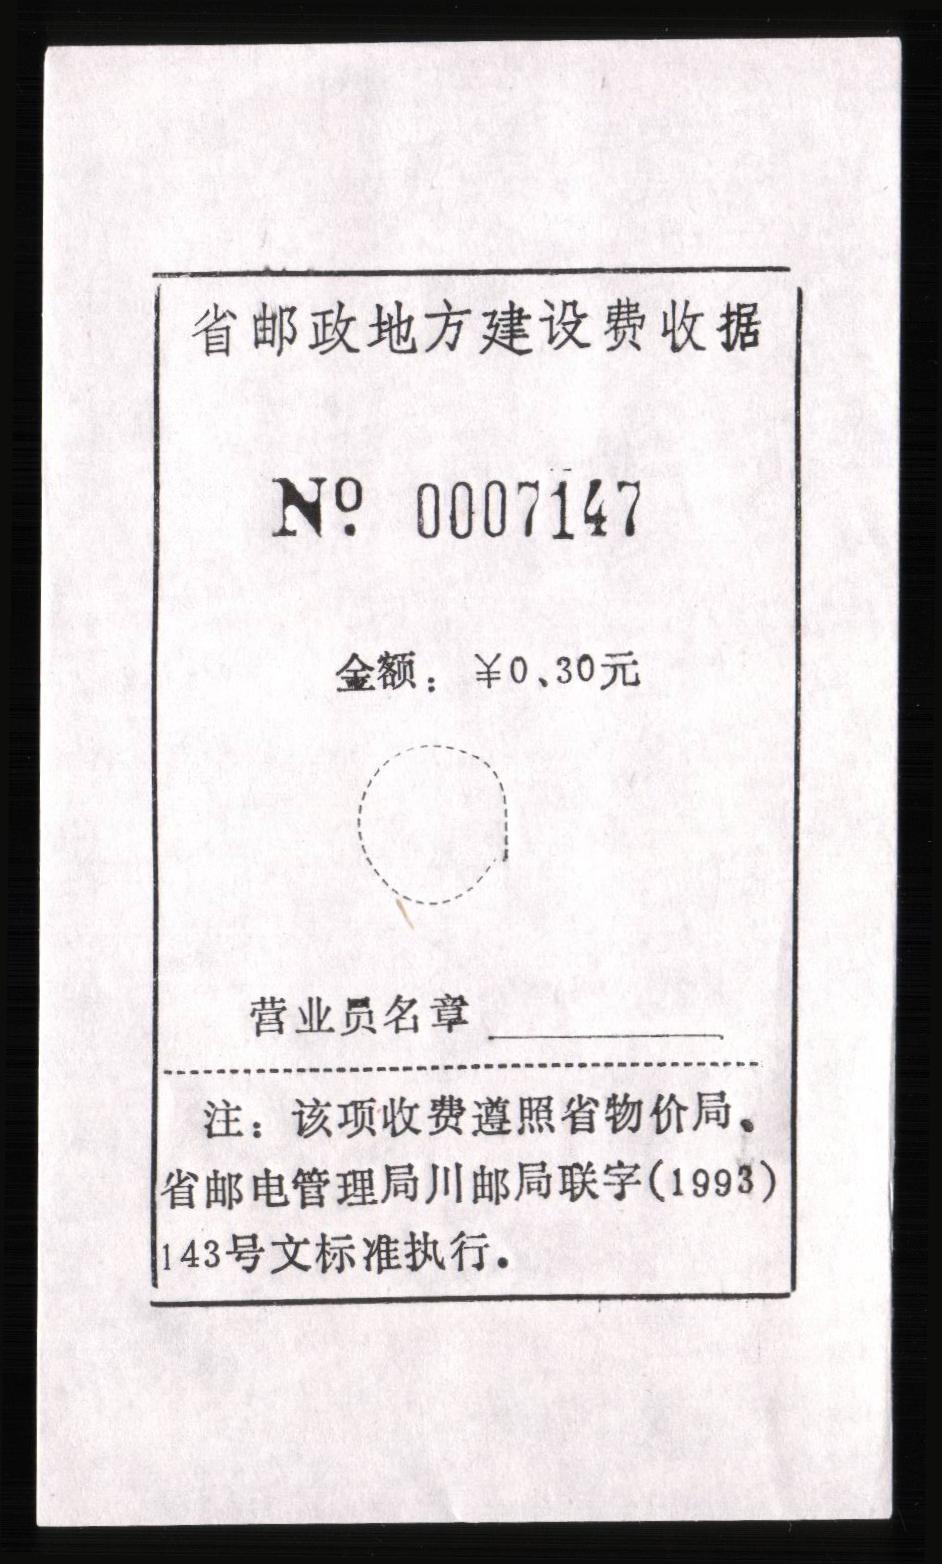 省邮政地方建设费收据
Nº 0007147
金额：¥0、30元
营业员名章
注：该项收费遵照省物价局。
省邮电管理局川邮局联字(1993)
143号文标准执行.